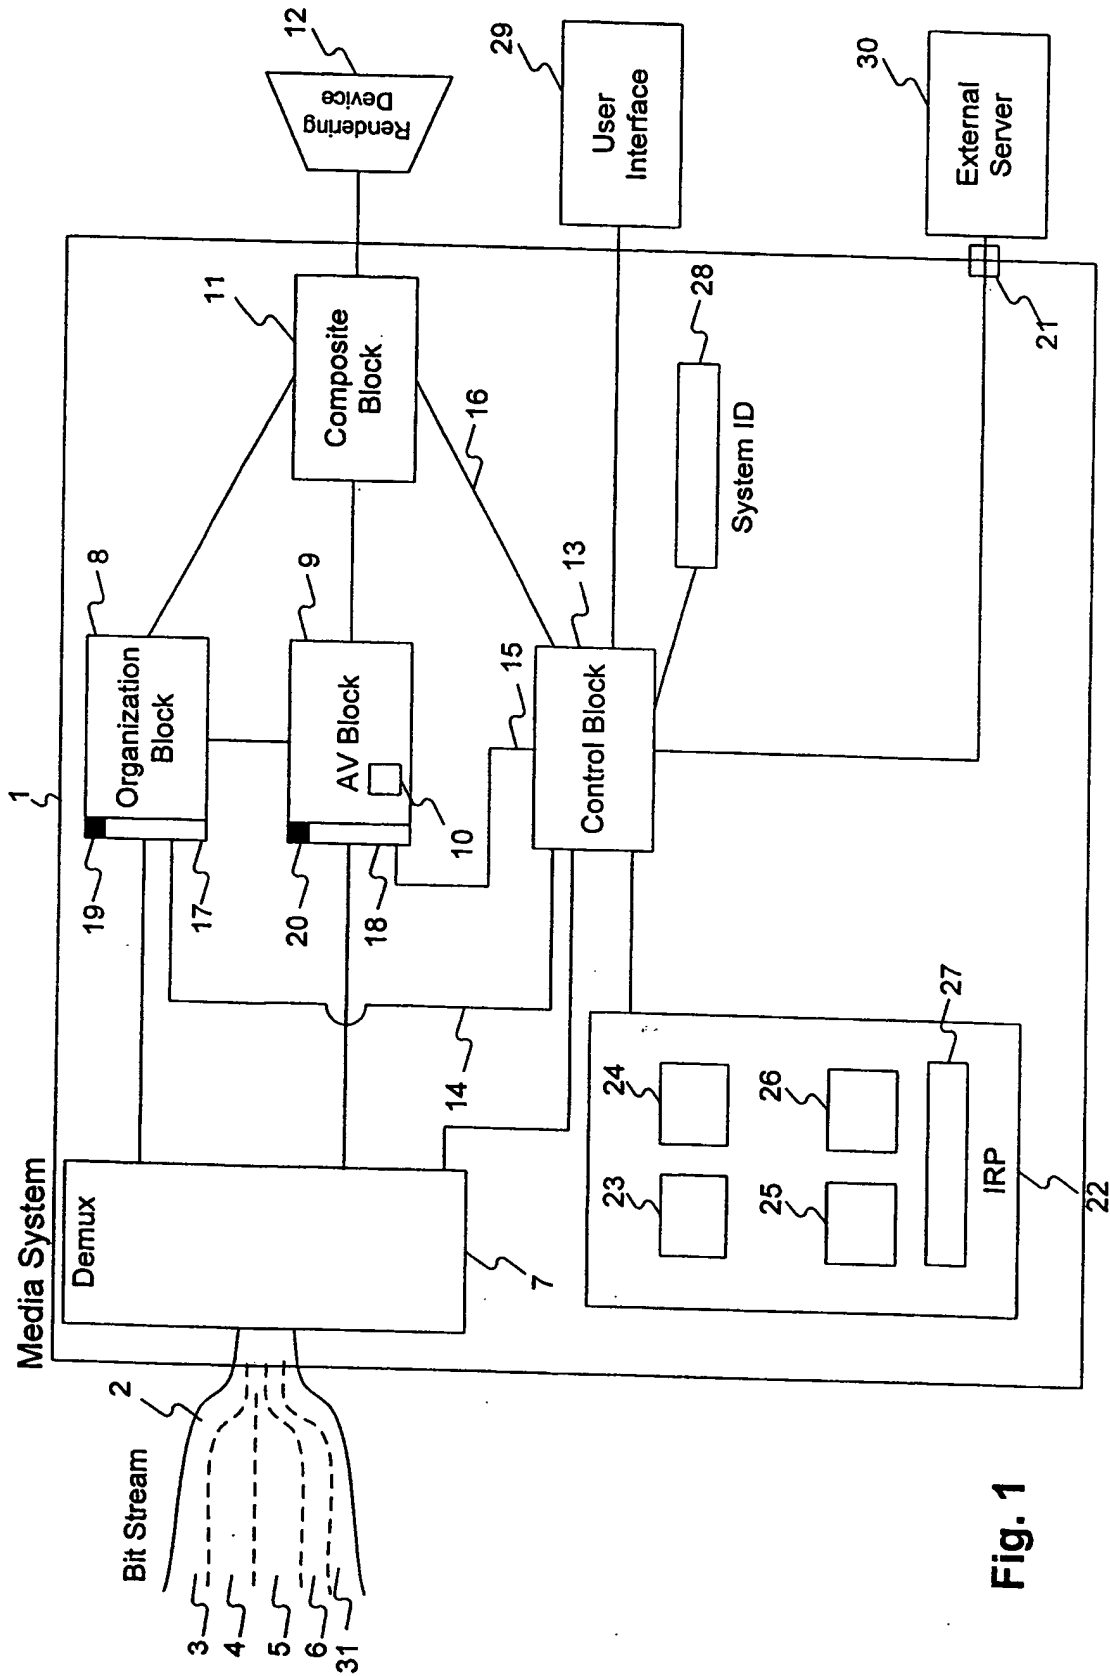 Media System
1
Bit Stream
2
3
4
5
6
31
Demux
7
19
17
Organization
Block
8
20
18
AV Block
9
10
14
15
Composite
Block
11
16
Rendering
Device
12
Control Block
13
User
Interface
29
System ID
28
External
Server
30
21
23
24
25
26
27
IRP
22
Fig. 1